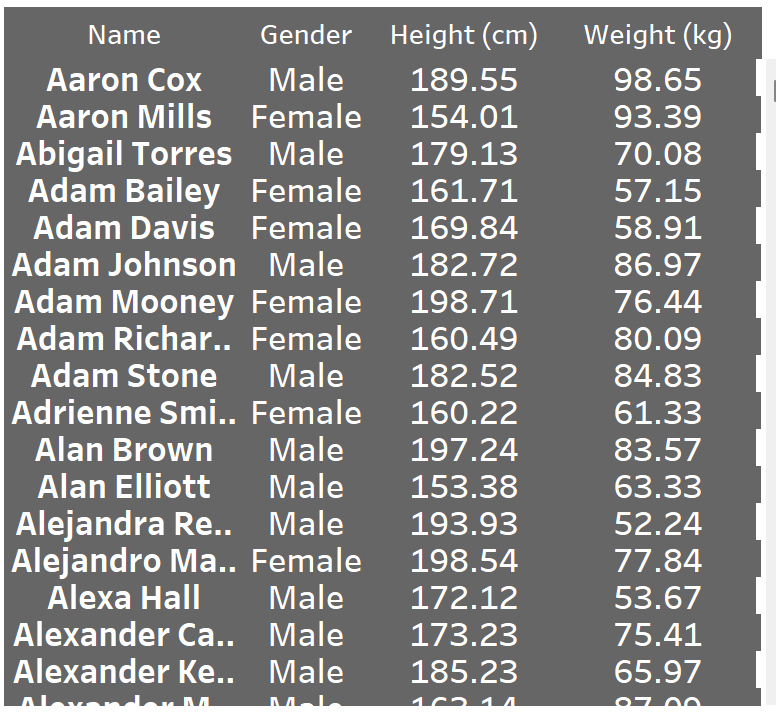 Name Gender Height (cm) Weight (kg)
Aaron Cox Male 189.55 98.65
Aaron Mills Female 154.01 93.39
Abigail Torres Male 179.13 70.08
Adam Bailey Female 161.71 57.15
Adam Davis Female 169.84 58.91
Adam Johnson Male 182.72 86.97
Adam Mooney Female 198.71 76.44
Adam Richar.. Female 160.49 80.09
Adam Stone Male 182.52 84.83
Adrienne Smi.. Female 160.22 61.33
Alan Brown Male 197.24 83.57
Alan Elliott Male 153.38 63.33
Alejandra Re.. Male 193.93 52.24
Alejandro Ma.. Female 198.54 77.84
Alexa Hall Male 172.12 53.67
Alexander Ca.. Male 173.23 75.41
Alexander Ke.. Male 185.23 65.97
Alexander M.. Male